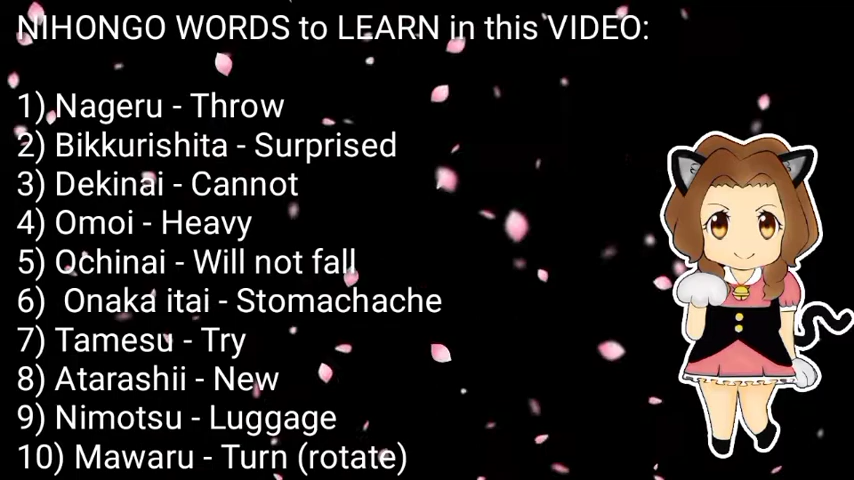 NIHONGO WORDS to LEARN in this VIDEO:
1) Nageru - Throw
2) Bikkurishita - Surprised
3) Dekinai - Cannot
4) Omoi - Heavy
5) Ochinai - Will not fall
6) Onaka itai - Stomachache
7) Tamesu - Try
8) Atarashii - New
9) Nimotsu - Luggage
10) Mawaru - Turn (rotate)